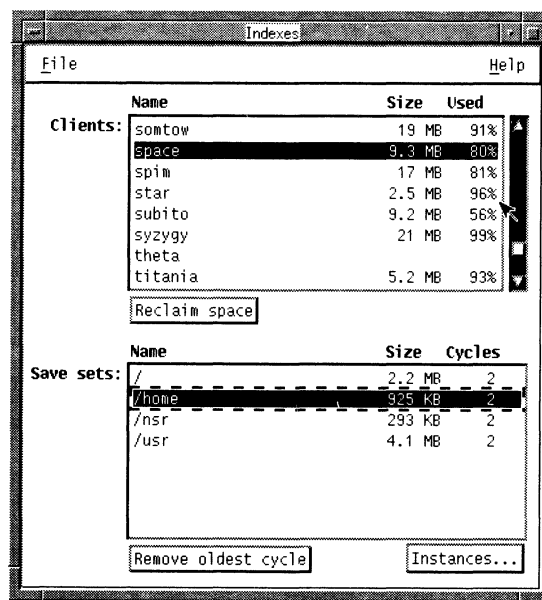 Indexes
File Help
Name Size Used
Clients:
somtow 19 MB 91%
space 9.3 MB 80%
spim 17 MB 81%
star 2.5 MB 96%
subito 9.2 MB 56%
syzygy 21 MB 99%
theta
titania 5.2 MB 93%
Reclaim space
Name Size Cycles
Save sets:
/ 2.2 MB 2
/home 925 KB 2
/nsr 293 KB 2
/usr 4.1 MB 2
Remove oldest cycle Instances...